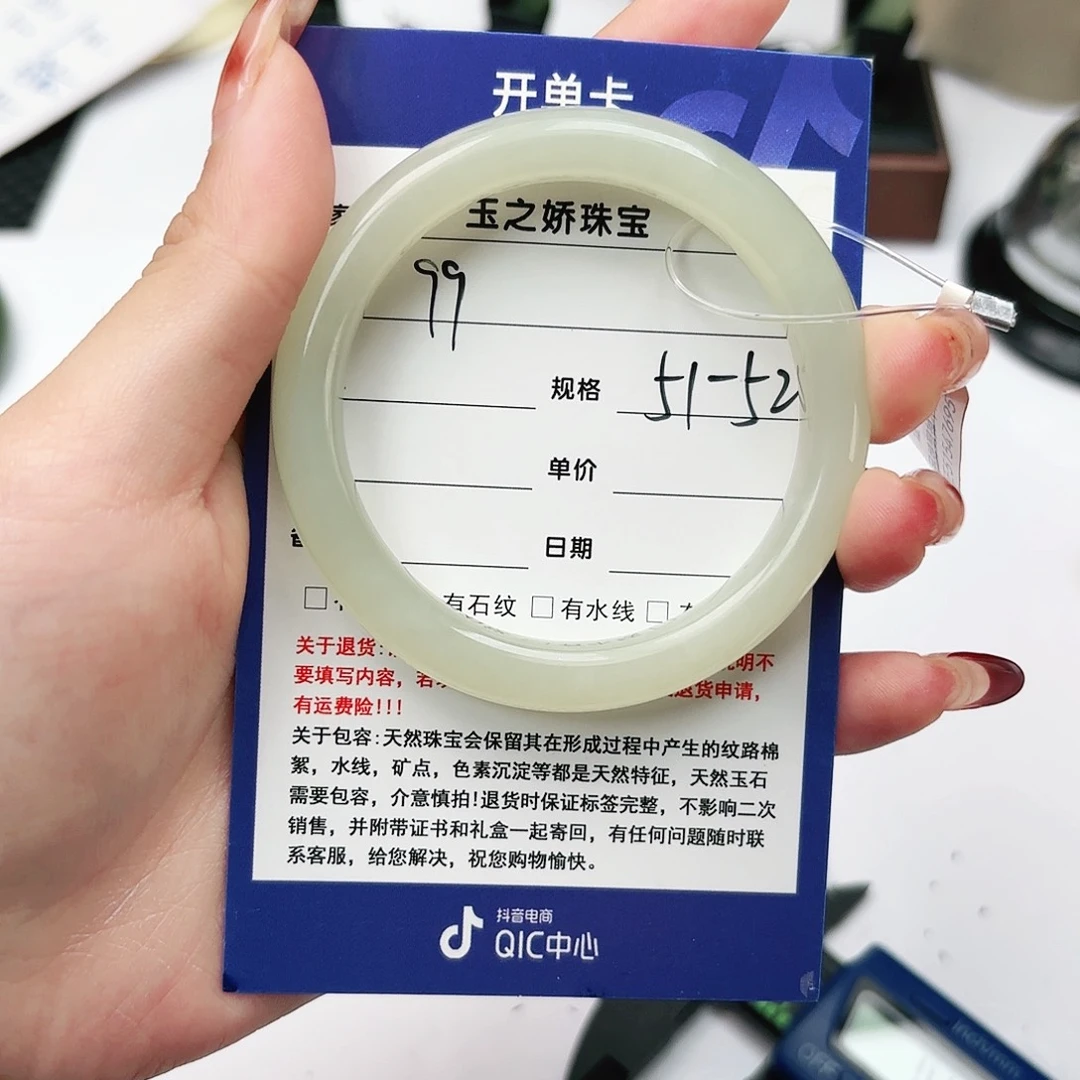 开单卡
玉之娇珠宝
99
规格 51-52
单价
日期
有石纹 □ 有水线 □
关于退货:
明不
要填写内容，若
退货申请，
有运费险!!!
关于包容:天然珠宝会保留其在形成过程中产生的纹路棉
絮，水线，矿点，色素沉淀等都是天然特征，天然玉石
需要包容，介意慎拍!退货时保证标签完整，不影响二次
销售，并附带证书和礼盒一起寄回，有任何问题随时联
系客服，给您解决，祝您购物愉快。
抖音电商
QIC中心